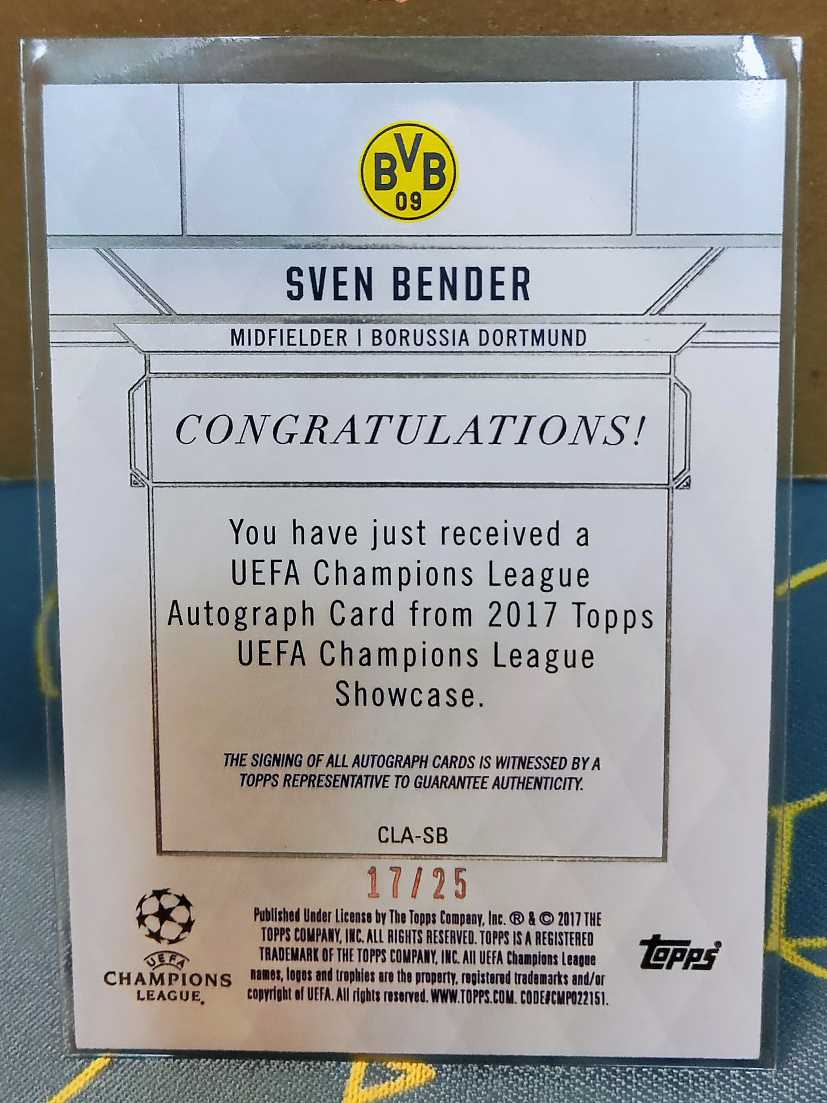 BVB
09
SVEN BENDER
MIDFIELDER | BORUSSIA DORTMUND
CONGRATULATIONS!
You have just received a
UEFA Champions League
Autograph Card from 2017 Topps
UEFA Champions League
Showcase.
THE SIGNING OF ALL AUTOGRAPH CARDS IS WITNESSED BY A
TOPPS REPRESENTATIVE TO GUARANTEE AUTHENTICITY.
CLA-SB
17/25
Published Under License by The Topps Company, Inc. ® & © 2017 THE
TOPPS COMPANY, INC. ALL RIGHTS RESERVED. TOPPS IS A REGISTERED
TRADEMARK OF THE TOPPS COMPANY, INC. All UEFA Champions League
names, logos and trophies are the property, registered trademarks and/or
copyright of UEFA. All rights reserved. WWW.TOPPS.COM. CODE#CMP022151.
UEFA
CHAMPIONS
LEAGUE.
topps®